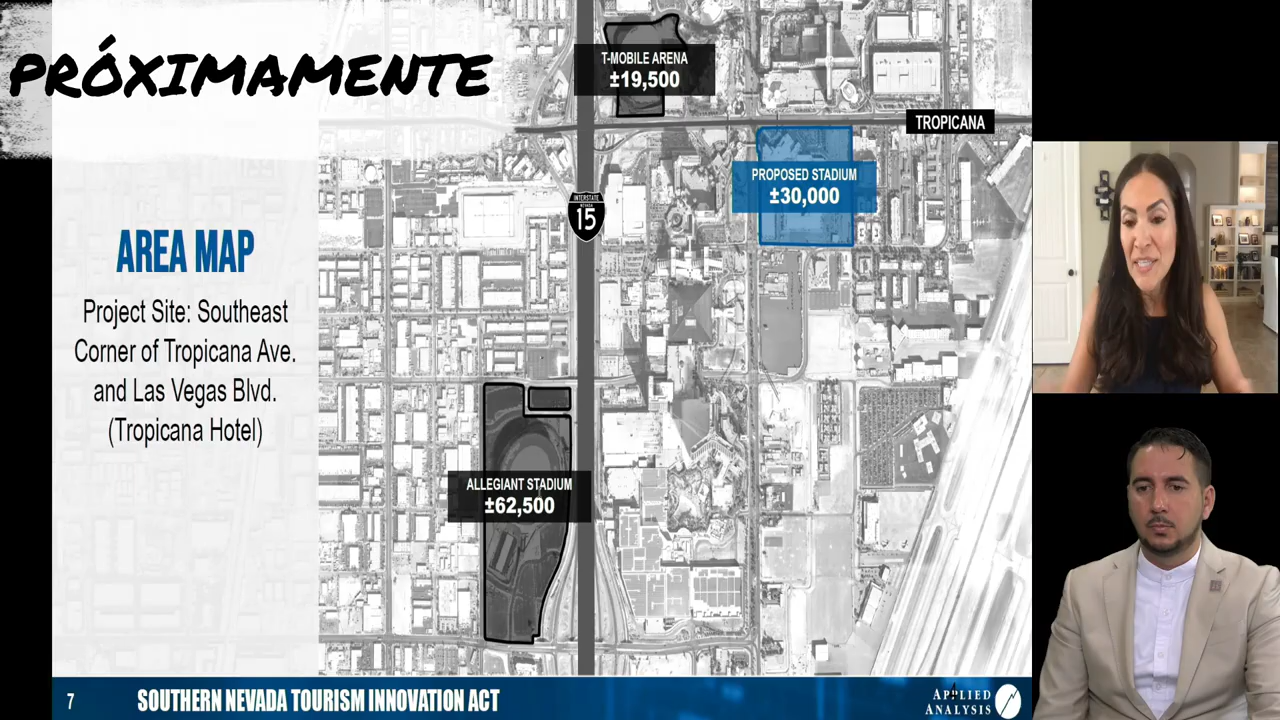 PRÓXIMAMENTE
T-MOBILE ARENA
±19,500
TROPICANA
PROPOSED STADIUM
±30,000
INTERSTATE
NEVADA
15
AREA MAP
Project Site: Southeast
Corner of Tropicana Ave.
and Las Vegas Blvd.
(Tropicana Hotel)
ALLEGIANT STADIUM
±62,500
7
SOUTHERN NEVADA TOURISM INNOVATION ACT
APPLIED
ANALYSIS